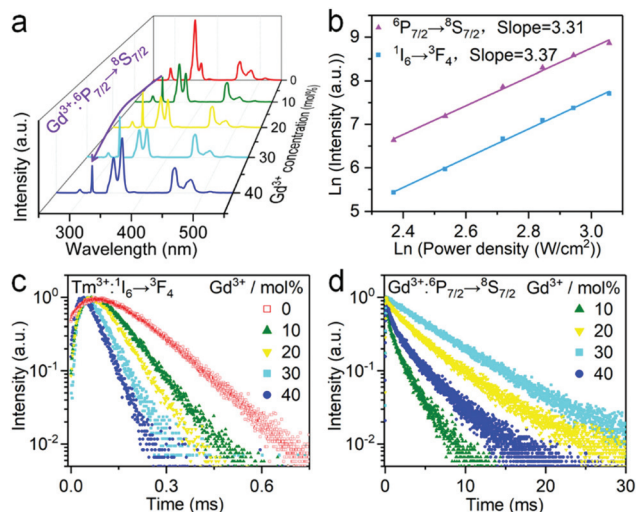 a
Gd³⁺:⁶P₇/₂→⁸S₇/₂
Intensity (a.u.)
250 300 400 500
Wavelength (nm)
0
10
20
30
40
Gd³⁺ concentration (mol%)
b
⁶P₇/₂→⁸S₇/₂, Slope=3.31
¹I₆→³F₄, Slope=3.37
Ln (Intensity (a.u.))
9
8
7
6
5
2.4 2.6 2.8 3.0
Ln (Power density (W/cm²))
c
Tm³⁺:¹I₆→³F₄ Gd³⁺ / mol%
0
10
20
30
40
Intensity (a.u.)
10⁰
10⁻¹
10⁻²
0.0 0.3 0.6
Time (ms)
d
Gd³⁺:⁶P₇/₂→⁸S₇/₂ Gd³⁺ / mol%
10
20
30
40
Intensity (a.u.)
10⁰
10⁻¹
10⁻²
0 10 20 30
Time (ms)